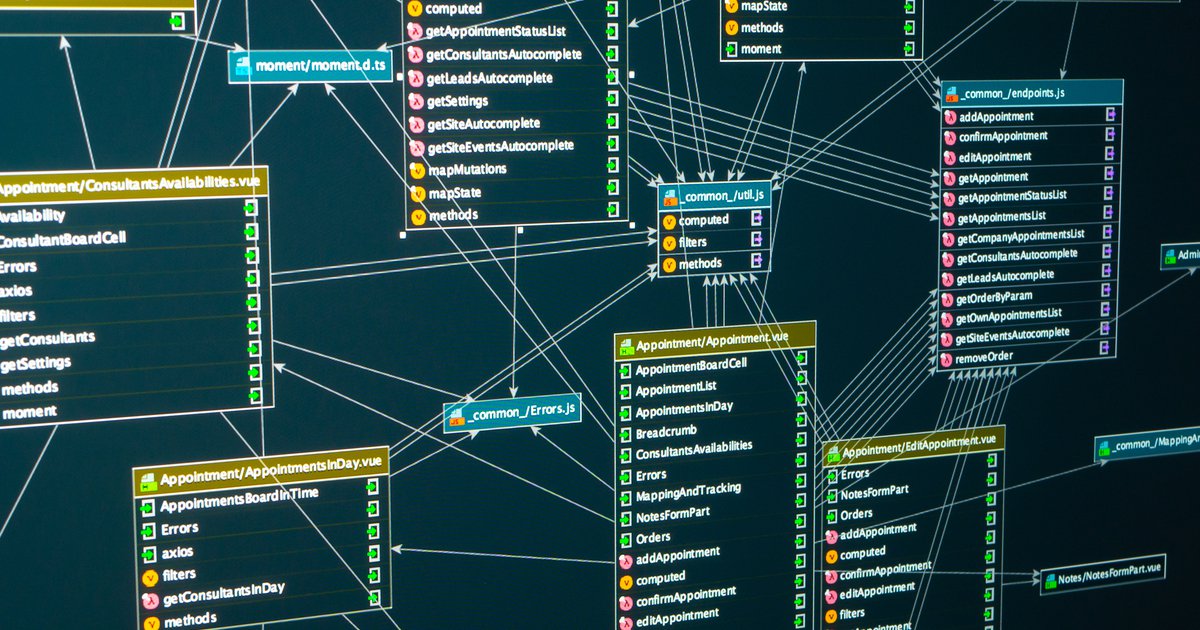 moment/moment.d.ts
computed
getAppointmentStatusList
getConsultantsAutocomplete
getLeadsAutocomplete
getSettings
getSiteAutocomplete
getSiteEventsAutocomplete
mapMutations
mapState
methods
mapState
methods
moment
_common_/endpoints.js
addAppointment
confirmAppointment
editAppointment
getAppointment
getAppointmentStatusList
getAppointmentsList
getCompanyAppointmentsList
getConsultantsAutocomplete
getLeadsAutocomplete
getOrderByParam
getOwnAppointmentsList
getSiteEventsAutocomplete
removeOrder
Appointment/ConsultantsAvailabilities.vue
Availability
ConsultantBoardCell
Errors
axios
filters
getConsultants
getSettings
methods
moment
_common_/util.js
computed
filters
methods
_common_/Errors.js
Appointment/AppointmentsInDay.vue
AppointmentsBoardInTime
Errors
axios
filters
getConsultantsInDay
methods
Appointment/Appointment.vue
AppointmentBoardCell
AppointmentList
AppointmentsInDay
Breadcrumb
ConsultantsAvailabilities
Errors
MappingAndTracking
NotesFormPart
Orders
addAppointment
computed
confirmAppointment
editAppointment
Appointment/EditAppointment.vue
Errors
NotesFormPart
Orders
addAppointment
computed
confirmAppointment
editAppointment
filters
Admi
_common_/MappingAn
Notes/NotesFormPart.vue